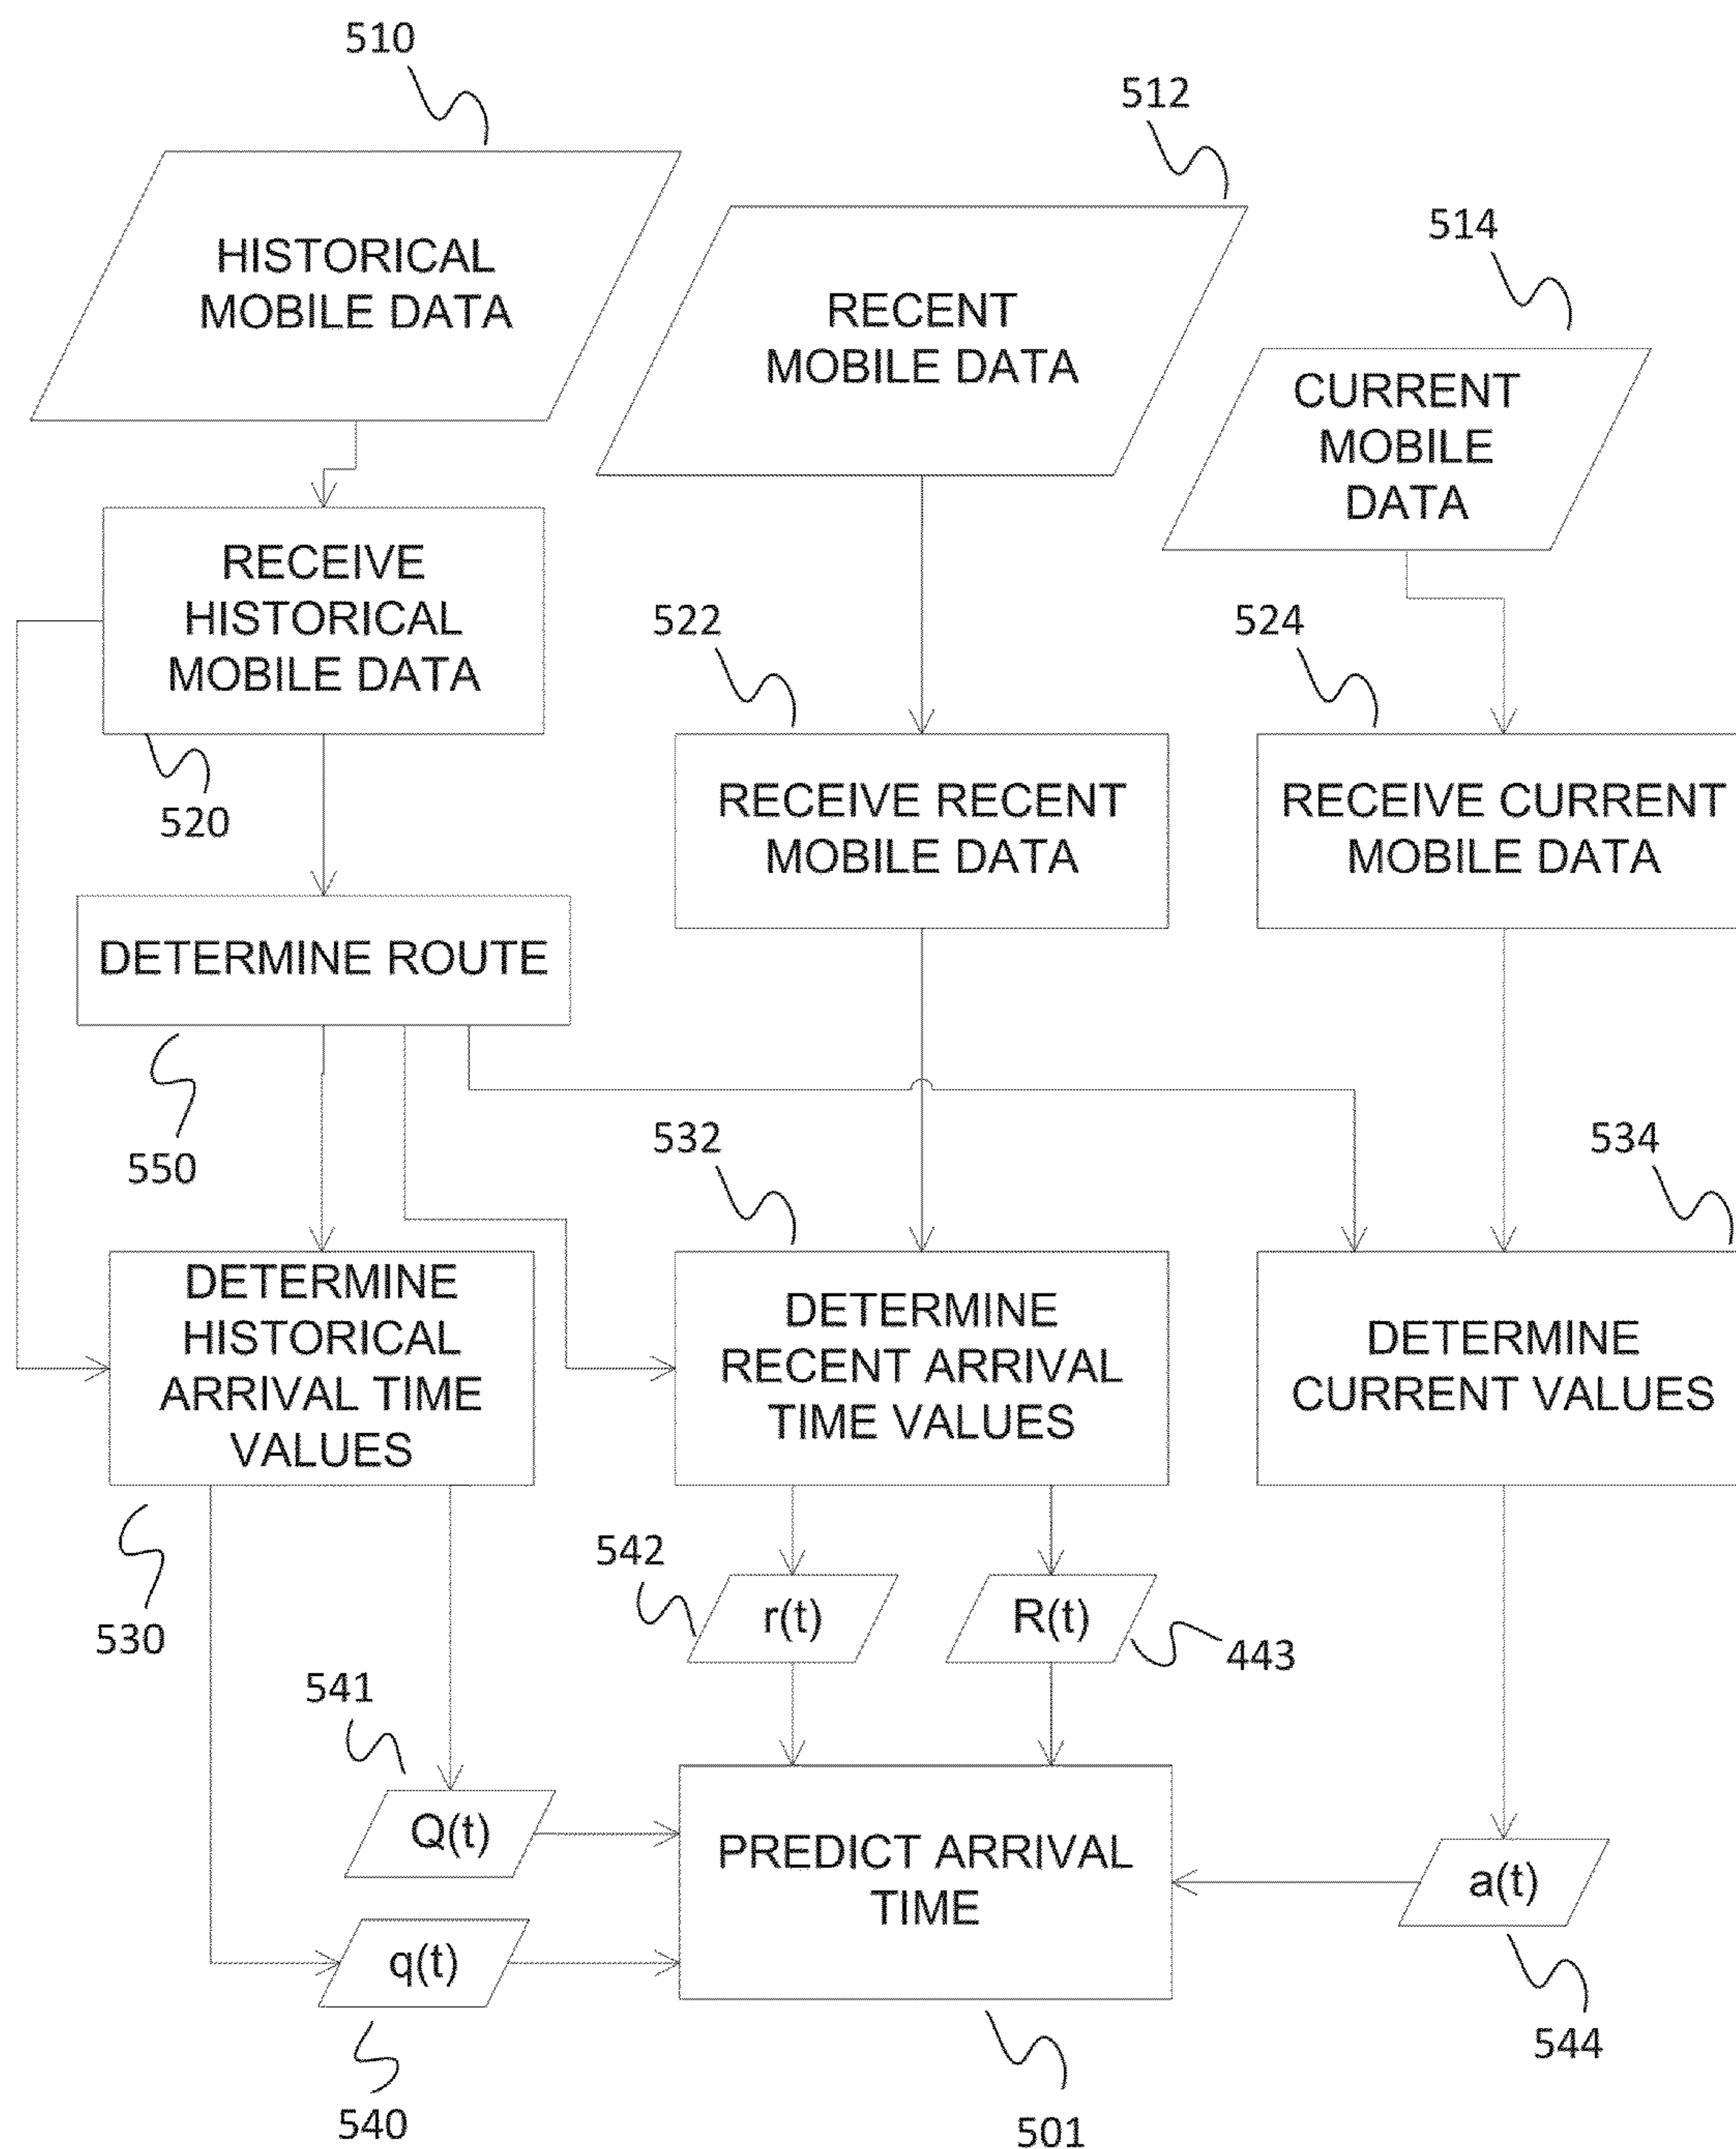 510
512
514
HISTORICAL
MOBILE DATA
RECENT
MOBILE DATA
CURRENT
MOBILE
DATA
RECEIVE
HISTORICAL
MOBILE DATA
520
522
524
RECEIVE RECENT
MOBILE DATA
RECEIVE CURRENT
MOBILE DATA
DETERMINE ROUTE
550
532
534
DETERMINE
HISTORICAL
ARRIVAL TIME
VALUES
DETERMINE
RECENT ARRIVAL
TIME VALUES
DETERMINE
CURRENT VALUES
530
542
r(t)
R(t)
443
541
Q(t)
q(t)
540
PREDICT ARRIVAL
TIME
501
a(t)
544